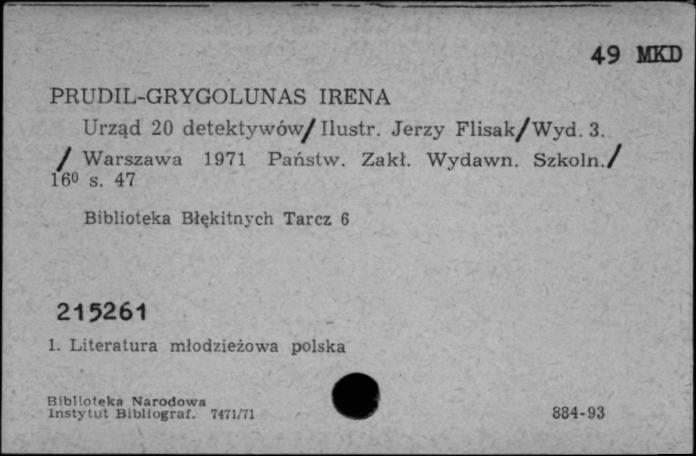 49 MKD
PRUDIL-GRYGOLUNAS IRENA
Urząd 20 detektywów/ Ilustr. Jerzy Flisak/Wyd. 3.
/ Warszawa 1971 Państw. Zakł. Wydawn. Szkoln./
16⁰ s. 47
Biblioteka Błękitnych Tarcz 6
215261
1. Literatura młodzieżowa polska
Biblioteka Narodowa
Instytut Bibliograf. 7471/71
884-93